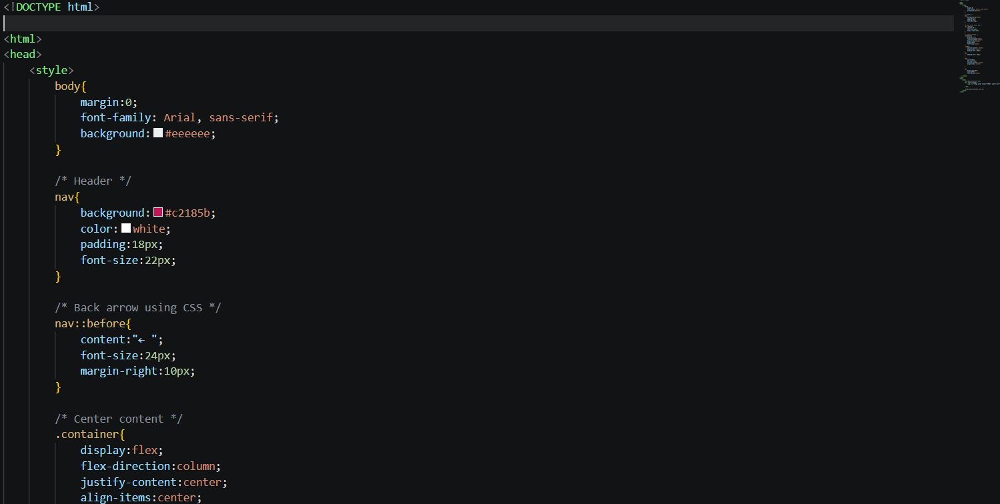 <!DOCTYPE html>
<html>
<head>
<style>
body{
margin:0;
font-family: Arial, sans-serif;
background:#eeeeee;
}
/* Header */
nav{
background:#c2185b;
color:white;
padding:18px;
font-size:22px;
}
/* Back arrow using CSS */
nav::before{
content:"← ";
font-size:24px;
margin-right:10px;
}
/* Center content */
.container{
display:flex;
flex-direction:column;
justify-content:center;
align-items:center;